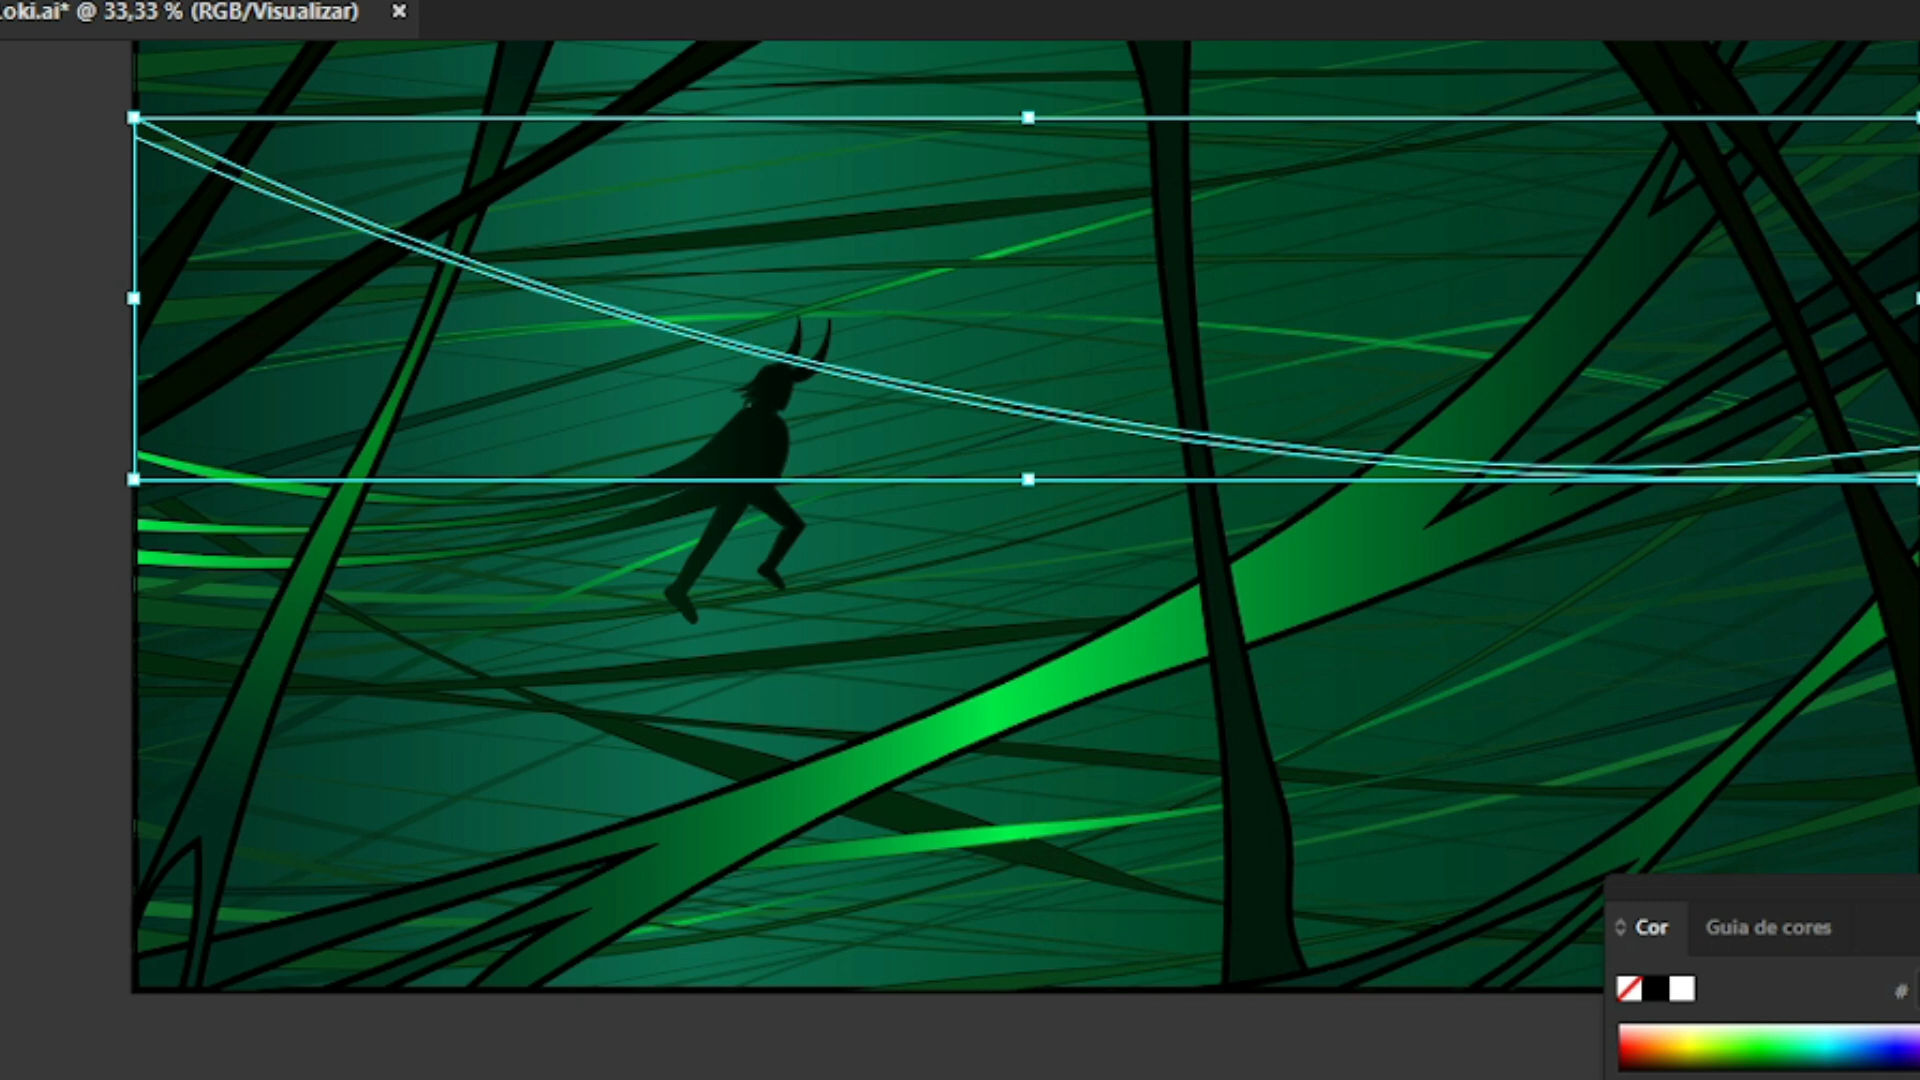 oki.ai* @ 33,33 % (RGB/Visualizar) ×
Cor Guia de cores
#